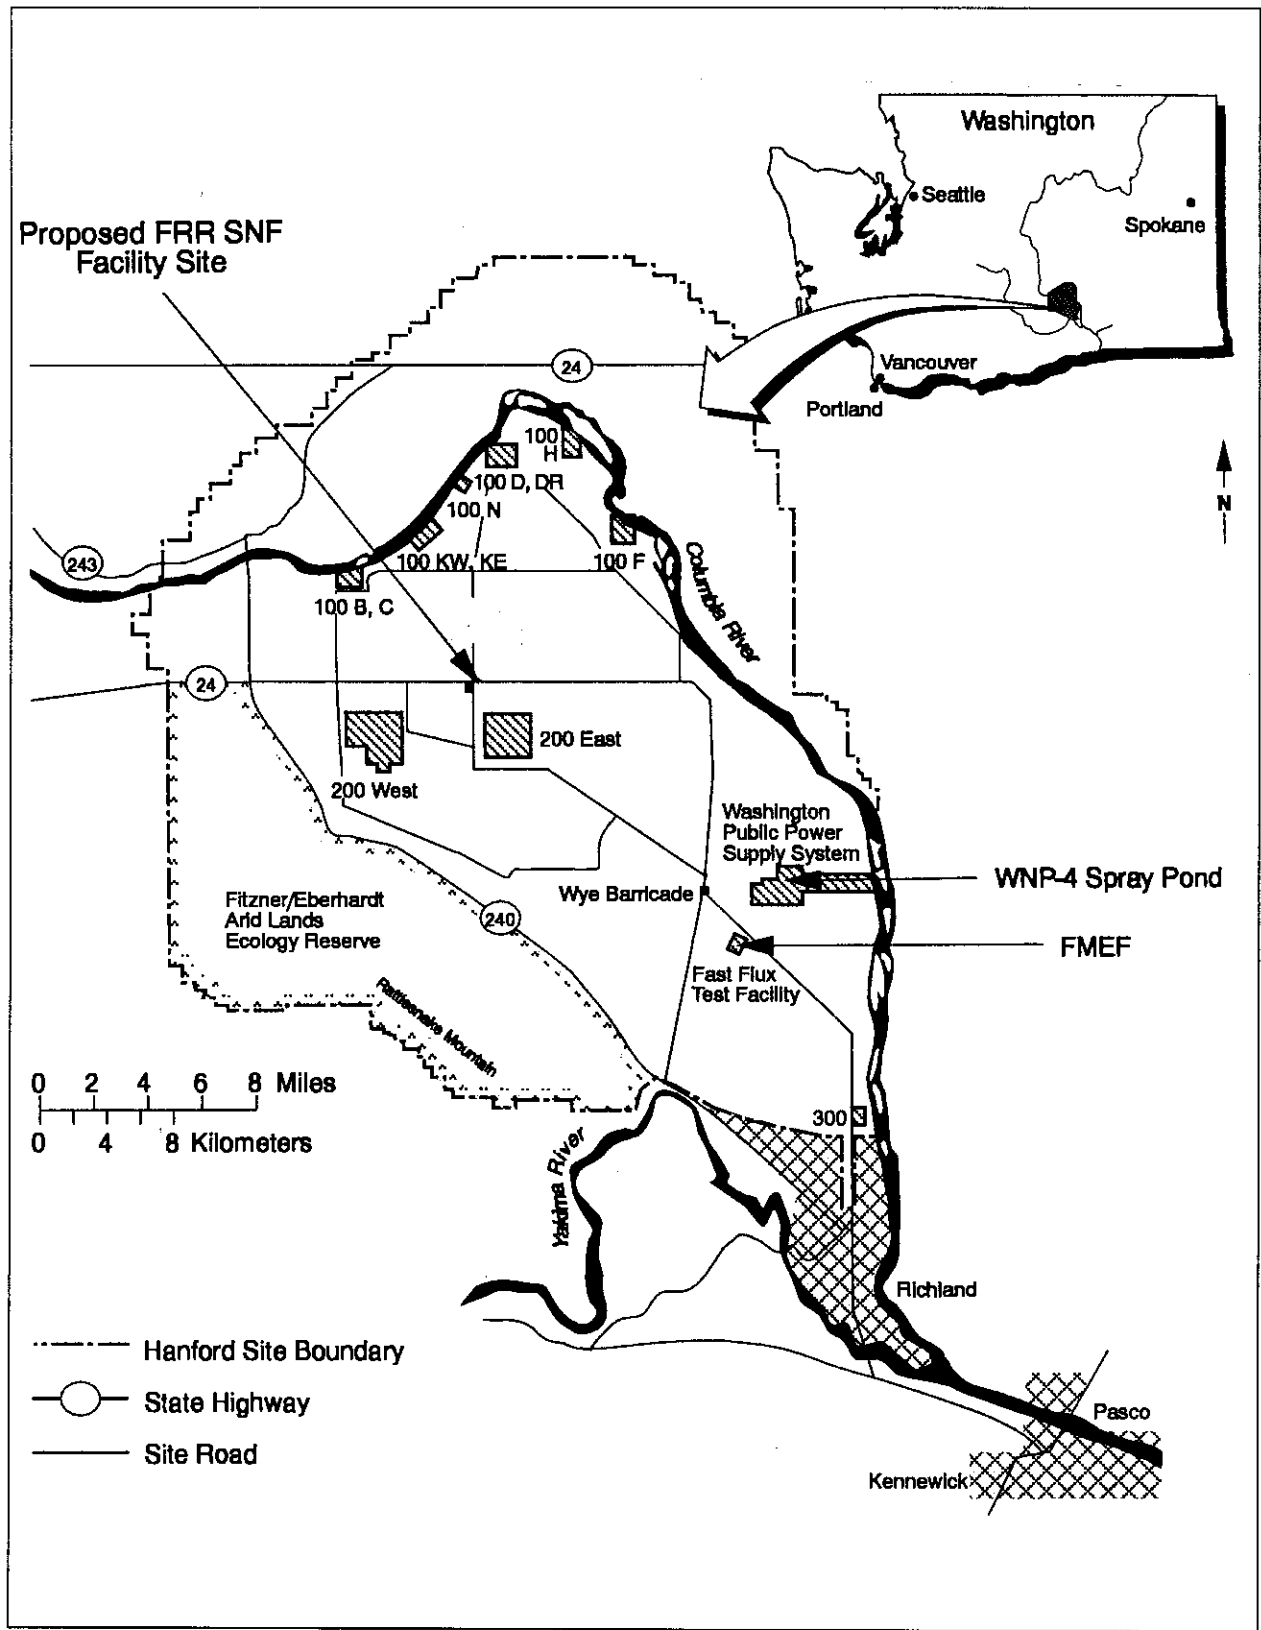 Washington
Seattle
Spokane
Proposed FRR SNF
Facility Site
Vancouver
Portland
24
100
H
100 D, DR
N
100 N
243
100 KW, KE
100 F
Columbia River
100 B, C
24
200 East
200 West
Washington
Public Power
Supply System
WNP-4 Spray Pond
Wye Barricade
Fitzner/Eberhardt
Arid Lands
Ecology Reserve
240
FMEF
Fast Flux
Test Facility
Rattlesnake Mountain
0 2 4 6 8 Miles
0 4 8 Kilometers
300
Yakima River
Richland
Hanford Site Boundary
State Highway
Site Road
Pasco
Kennewick